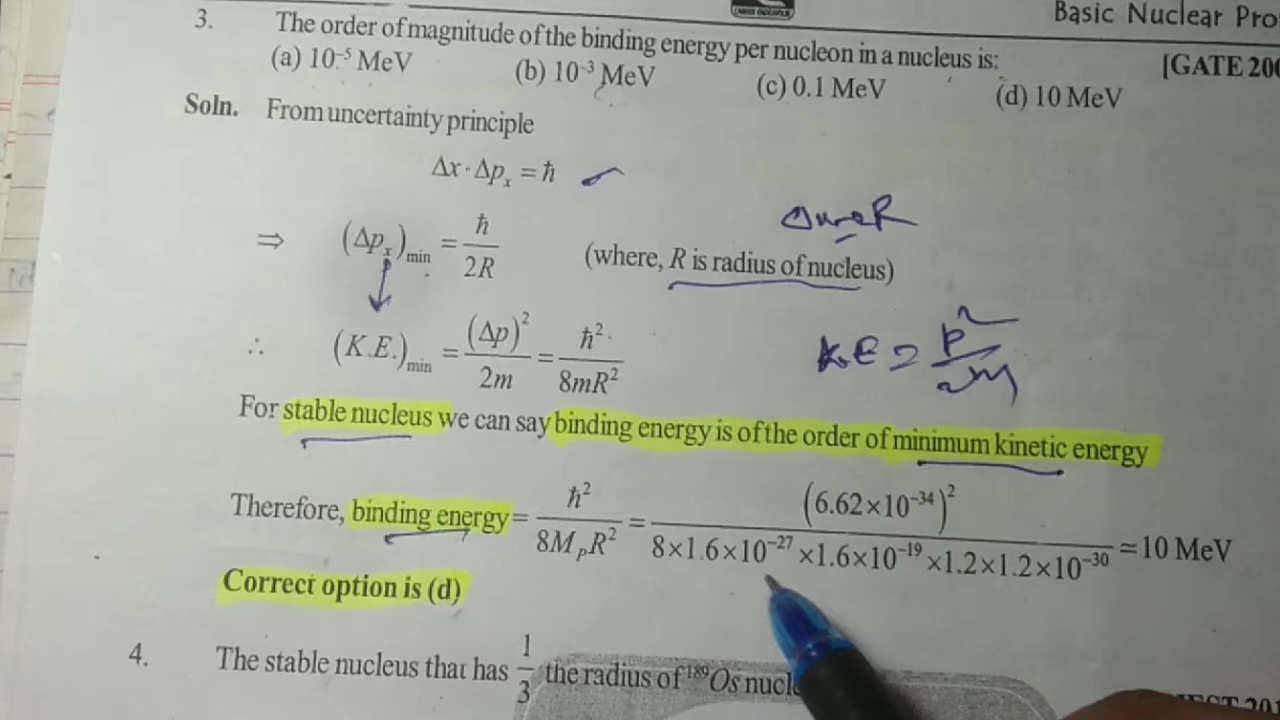 Basic Nuclear Pro
3. The order of magnitude of the binding energy per nucleon in a nucleus is:
[GATE 200
(a) 10⁻⁵ MeV (b) 10⁻³ MeV (c) 0.1 MeV (d) 10 MeV
Soln. From uncertainty principle
Δx · Δpₓ = ħ
⇒ (Δpₓ)min = ħ / 2R (where, R is radius of nucleus)
∴ (K.E.)min = (Δp)² / 2m = ħ² / 8mR²
KE = p² / 2m
For stable nucleus we can say binding energy is of the order of minimum kinetic energy
Therefore, binding energy = ħ² / 8MₚR² = (6.62×10⁻³⁴)² / 8×1.6×10⁻²⁷×1.6×10⁻¹⁹×1.2×1.2×10⁻³⁰ = 10 MeV
Correct option is (d)
4. The stable nucleus that has 1/3 the radius of ¹⁸⁹Os nucl